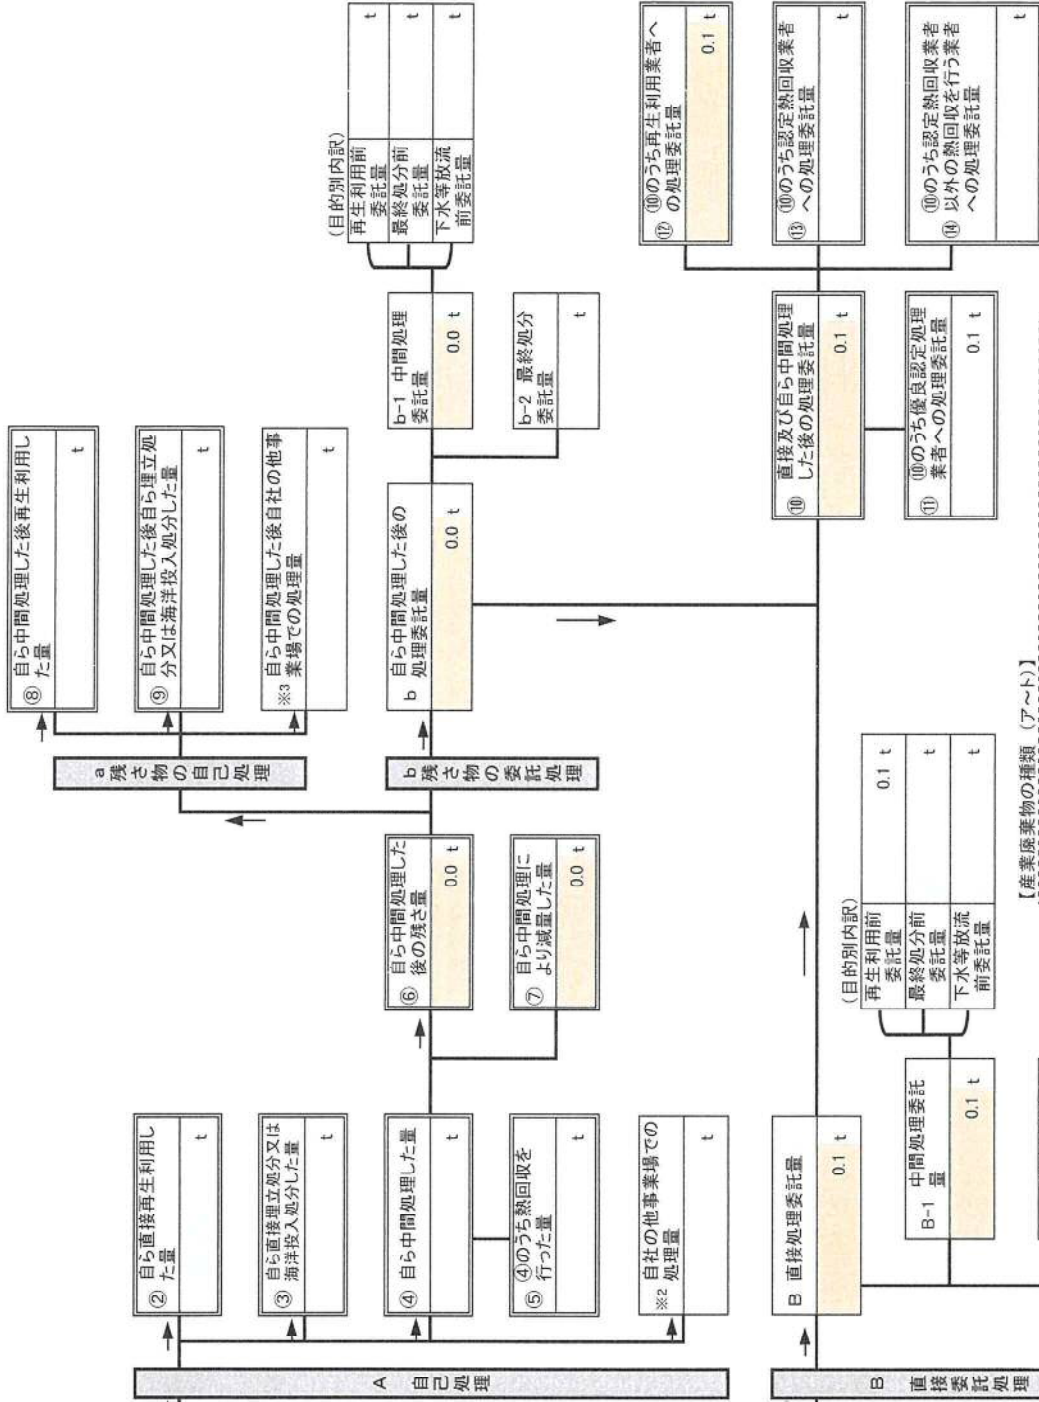 A 自己処理
② 自ら直接再生利用し
た量
t
③ 自ら直接埋立処分又は
海洋投入処分した量
t
④ 自ら中間処理した量
t
⑤ ④のうち熱回収を
行った量
t
※2 自社の他事業場での
処理量
t
⑥ 自ら中間処理した
後の残さ量
0.0 t
⑦ 自ら中間処理に
より減量した量
0.0 t
a 残さ物の自己処理
⑧ 自ら中間処理した後再生利用し
た量
t
⑨ 自ら中間処理した後自ら埋立処
分又は海洋投入処分した量
t
※3 自ら中間処理した後自社の他事
業場での処理量
t
b 残さ物の委託処理
b 自ら中間処理した後の
処理委託量
0.0 t
b-1 中間処理
委託量
0.0 t
b-2 最終処分
委託量
t
(目的別内訳)
再生利用前
委託量
t
最終処分前
委託量
t
下水等放流
前委託量
t
B 直接委託処理
B 直接処理委託量
0.1 t
B-1 中間処理委託
量
0.1 t
(目的別内訳)
再生利用前
委託量
0.1 t
最終処分前
委託量
t
下水等放流
前委託量
t
⑩ 直接及び自ら中間処理
した後の処理委託量
0.1 t
⑪ ⑩のうち優良認定処理
業者への処理委託量
0.1 t
⑫ ⑩のうち再生利用業者へ
の処理委託量
0.1 t
⑬ ⑩のうち認定熱回収業者
への処理委託量
t
⑭ ⑩のうち認定熱回収業者
以外の熱回収を行う業者
への処理委託量
t
【産業廃棄物の種類 (ア～ト)】